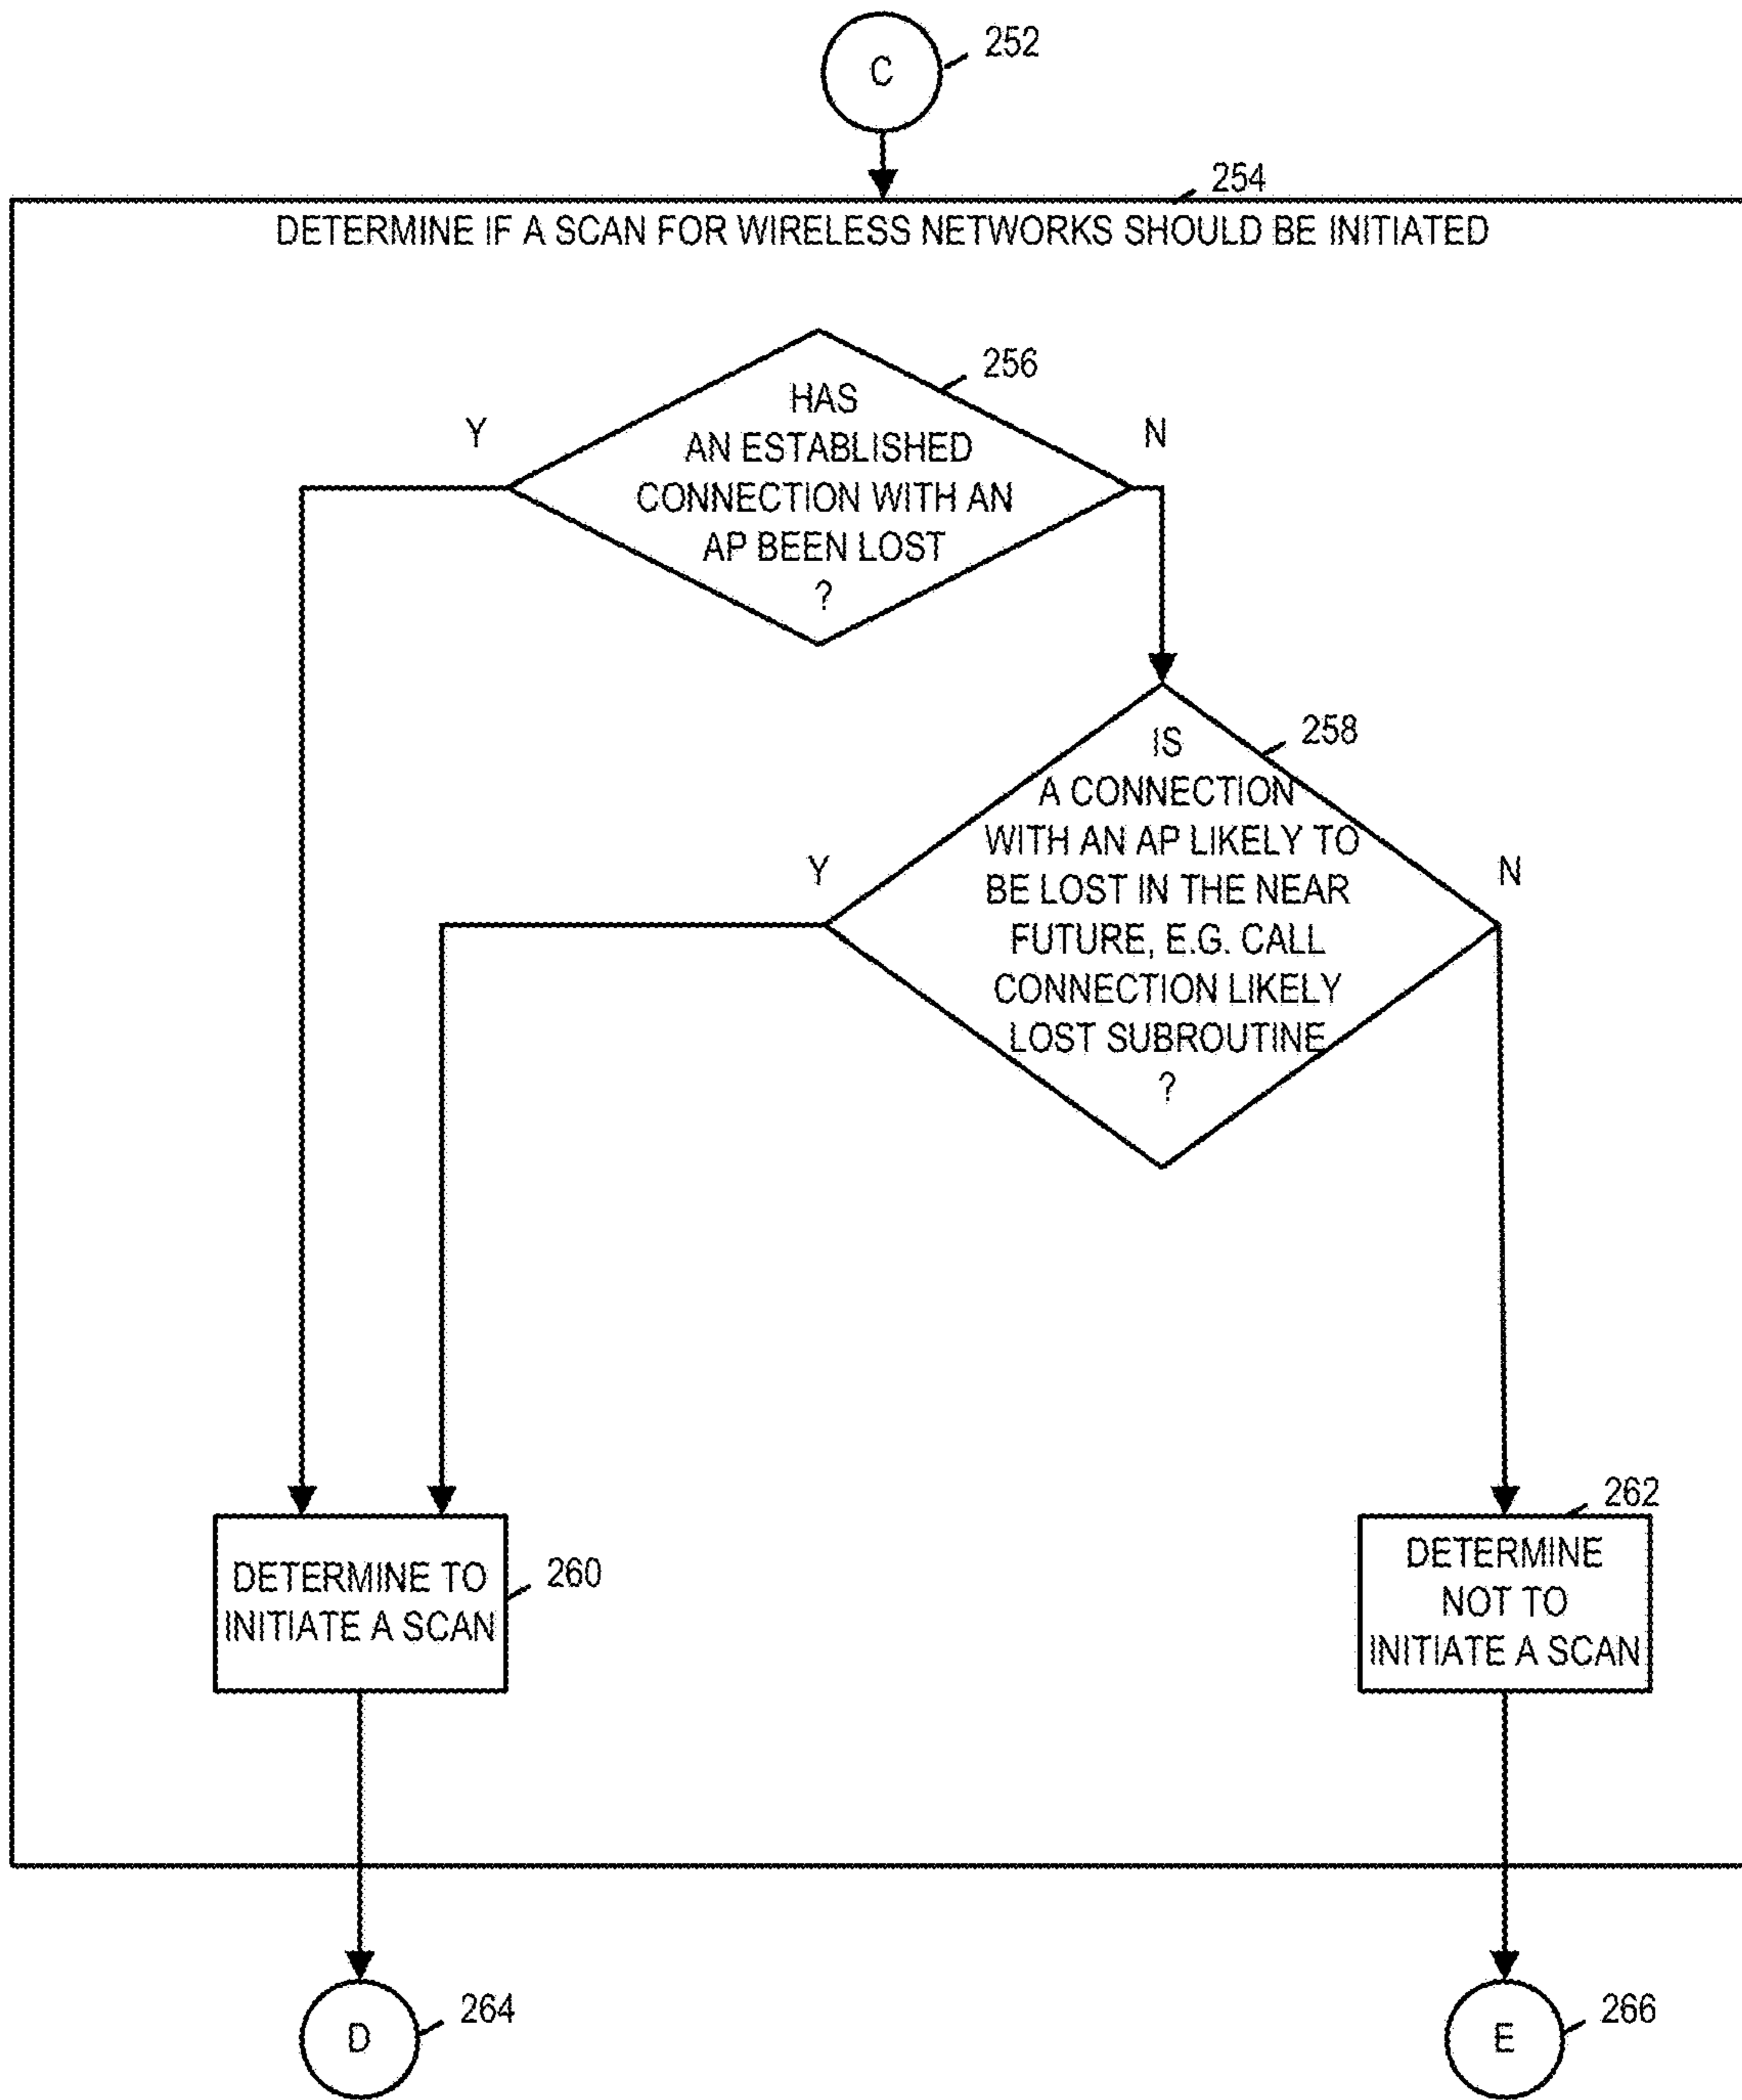 C
252
254
DETERMINE IF A SCAN FOR WIRELESS NETWORKS SHOULD BE INITIATED
256
HAS
AN ESTABLISHED
CONNECTION WITH AN
AP BEEN LOST
?
Y
N
258
IS
A CONNECTION
WITH AN AP LIKELY TO
BE LOST IN THE NEAR
FUTURE, E.G. CALL
CONNECTION LIKELY
LOST SUBROUTINE
?
Y
N
DETERMINE TO
INITIATE A SCAN
260
262
DETERMINE
NOT TO
INITIATE A SCAN
D
264
E
266